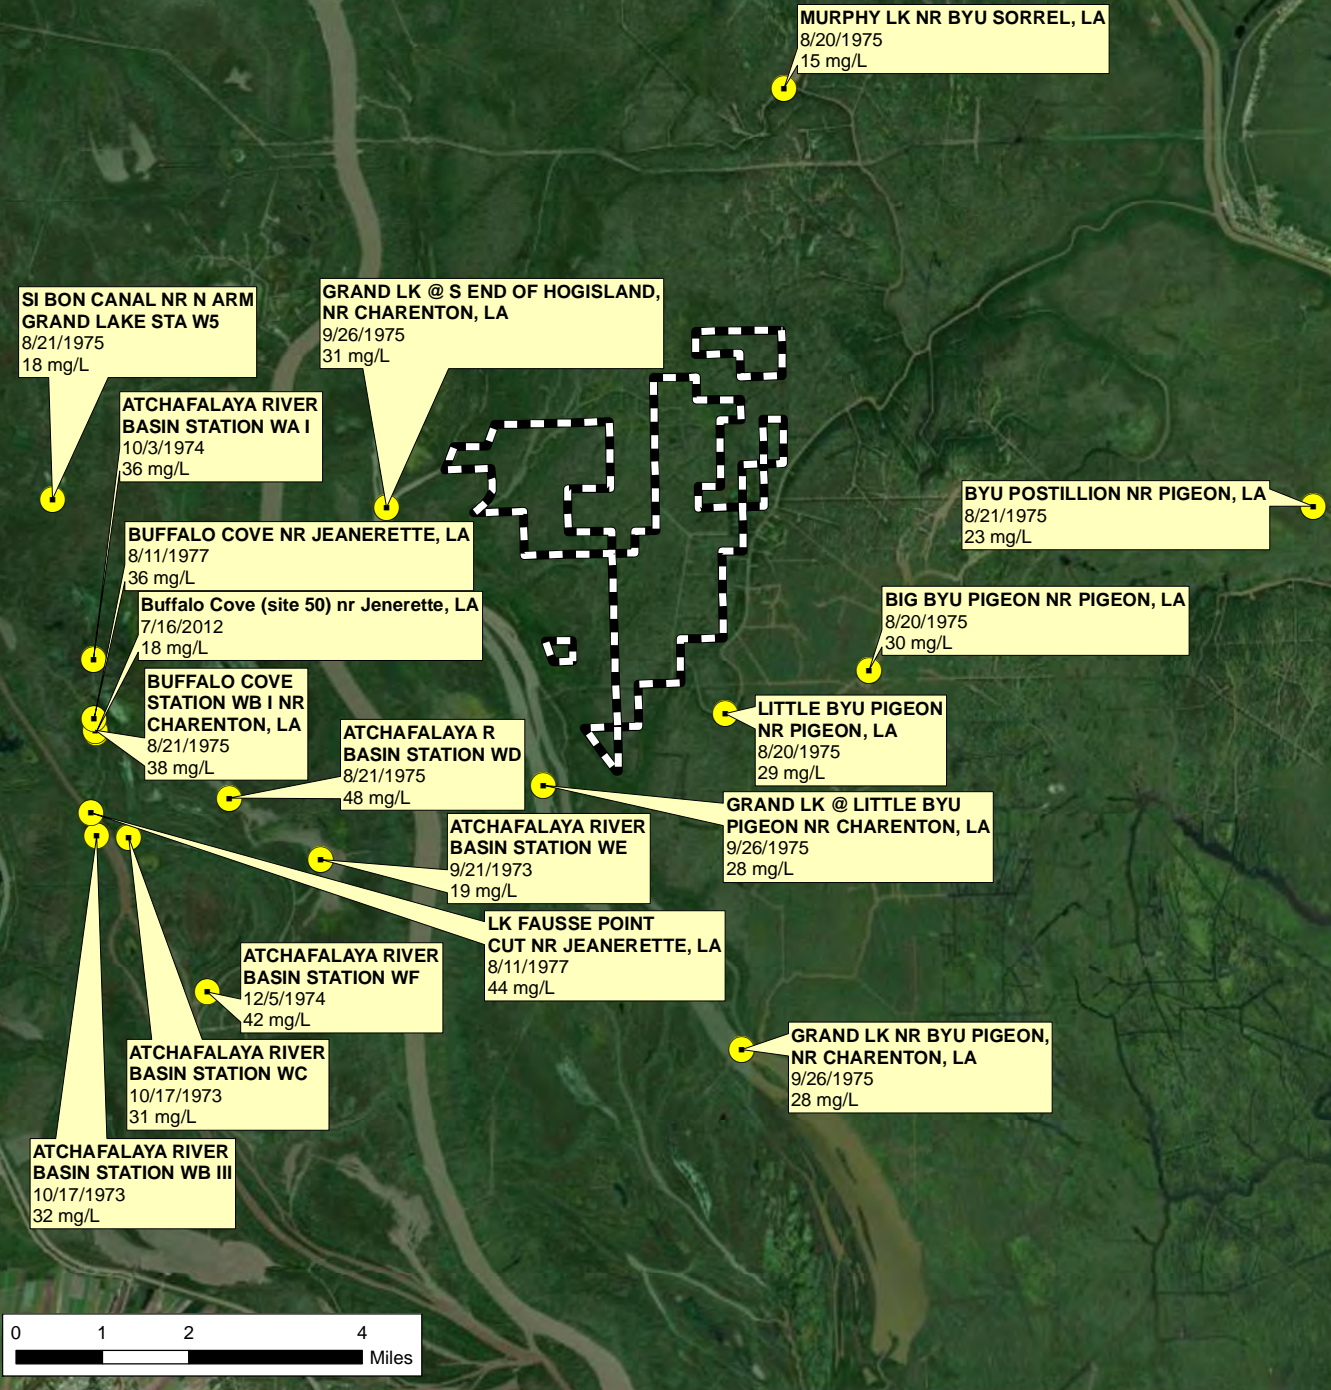 MURPHY LK NR BYU SORREL, LA
8/20/1975
15 mg/L
SI BON CANAL NR N ARM
GRAND LAKE STA W5
8/21/1975
18 mg/L
GRAND LK @ S END OF HOGISLAND,
NR CHARENTON, LA
9/26/1975
31 mg/L
ATCHAFALAYA RIVER
BASIN STATION WA I
10/3/1974
36 mg/L
BYU POSTILLION NR PIGEON, LA
8/21/1975
23 mg/L
BUFFALO COVE NR JEANERETTE, LA
8/11/1977
36 mg/L
Buffalo Cove (site 50) nr Jenerette, LA
7/16/2012
18 mg/L
BIG BYU PIGEON NR PIGEON, LA
8/20/1975
30 mg/L
BUFFALO COVE
STATION WB I NR
CHARENTON, LA
8/21/1975
38 mg/L
LITTLE BYU PIGEON
NR PIGEON, LA
8/20/1975
29 mg/L
ATCHAFALAYA R
BASIN STATION WD
8/21/1975
48 mg/L
GRAND LK @ LITTLE BYU
PIGEON NR CHARENTON, LA
9/26/1975
28 mg/L
ATCHAFALAYA RIVER
BASIN STATION WE
9/21/1973
19 mg/L
LK FAUSSE POINT
CUT NR JEANERETTE, LA
8/11/1977
44 mg/L
ATCHAFALAYA RIVER
BASIN STATION WF
12/5/1974
42 mg/L
GRAND LK NR BYU PIGEON,
NR CHARENTON, LA
9/26/1975
28 mg/L
ATCHAFALAYA RIVER
BASIN STATION WC
10/17/1973
31 mg/L
ATCHAFALAYA RIVER
BASIN STATION WB III
10/17/1973
32 mg/L
0 1 2 4
Miles